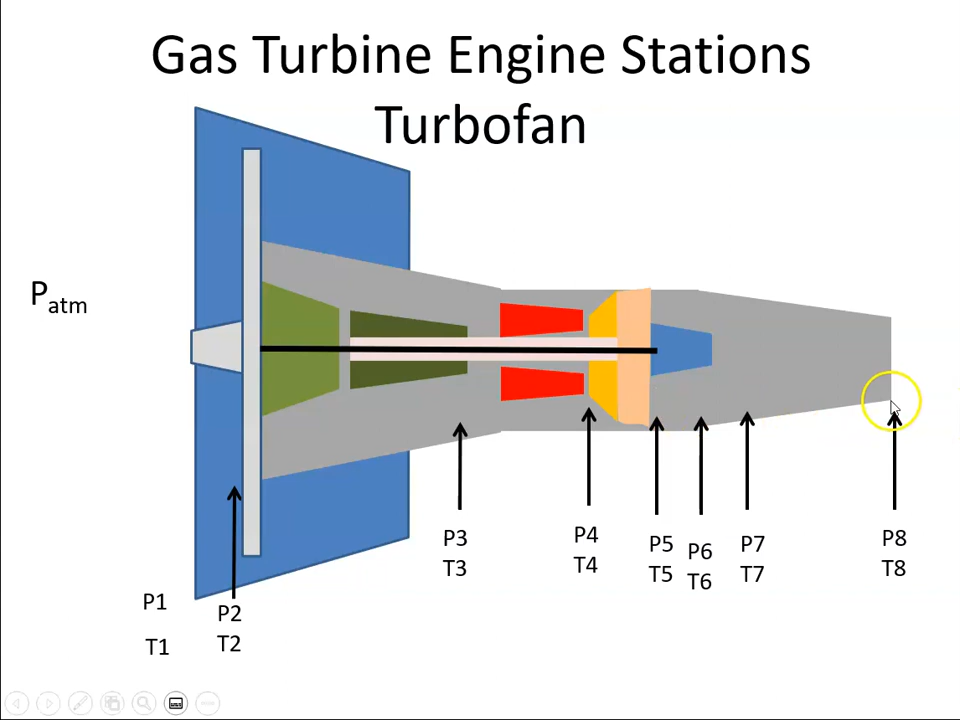 Gas Turbine Engine Stations
Turbofan
Patm
P3
T3
P4
T4
P5
T5
P6
T6
P7
T7
P8
T8
P1
T1
P2
T2